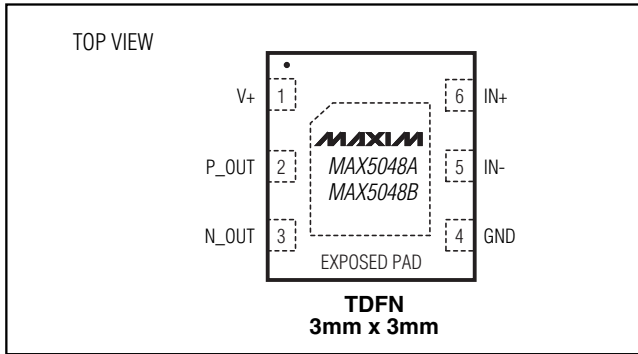 TOP VIEW
V+ 1 6 IN+
MAXIM
P_OUT 2 MAX5048A 5 IN-
MAX5048B
N_OUT 3 4 GND
EXPOSED PAD
TDFN
3mm x 3mm